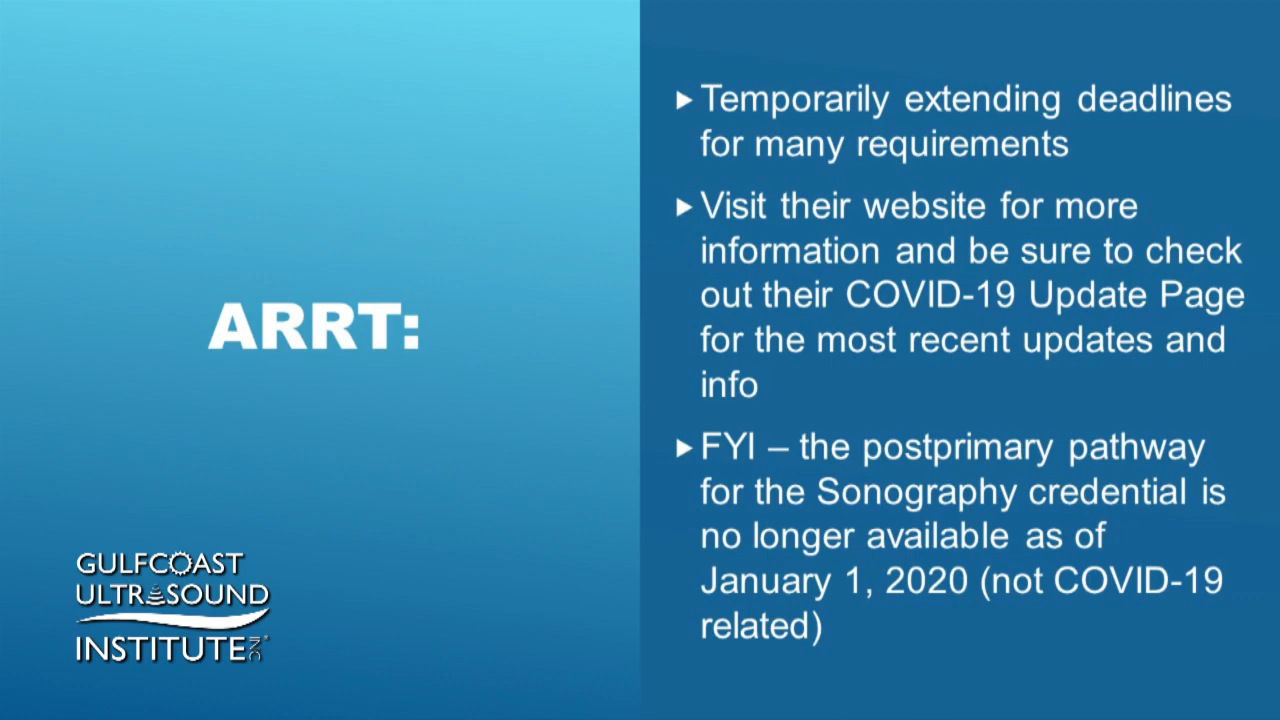 ARRT:
GULFCOAST
ULTRASOUND
INSTITUTE INC
Temporarily extending deadlines
for many requirements
Visit their website for more
information and be sure to check
out their COVID-19 Update Page
for the most recent updates and
info
FYI – the postprimary pathway
for the Sonography credential is
no longer available as of
January 1, 2020 (not COVID-19
related)